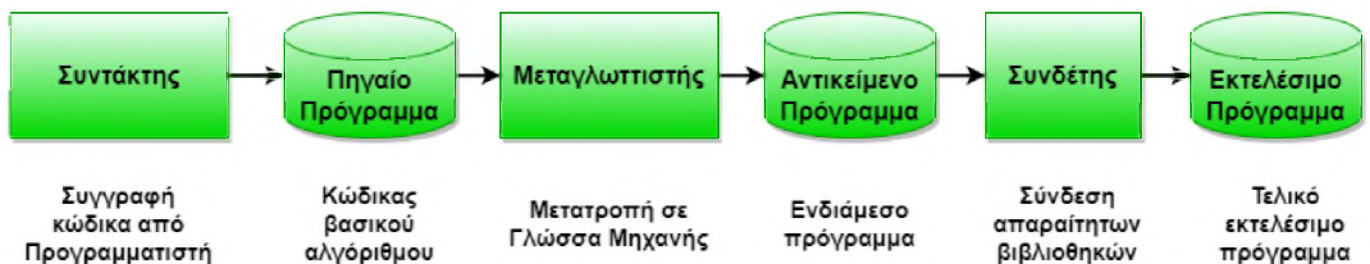 Συντάκτης
Πηγαίο
Πρόγραμμα
Μεταγλωττιστής
Αντικείμενο
Πρόγραμμα
Συνδέτης
Εκτελέσιμο
Πρόγραμμα
Συγγραφή
κώδικα από
Προγραμματιστή
Κώδικας
βασικού
αλγόριθμου
Μετατροπή σε
Γλώσσα Μηχανής
Ενδιάμεσο
πρόγραμμα
Σύνδεση
απαραίτητων
βιβλιοθηκών
Τελικό
εκτελέσιμο
πρόγραμμα